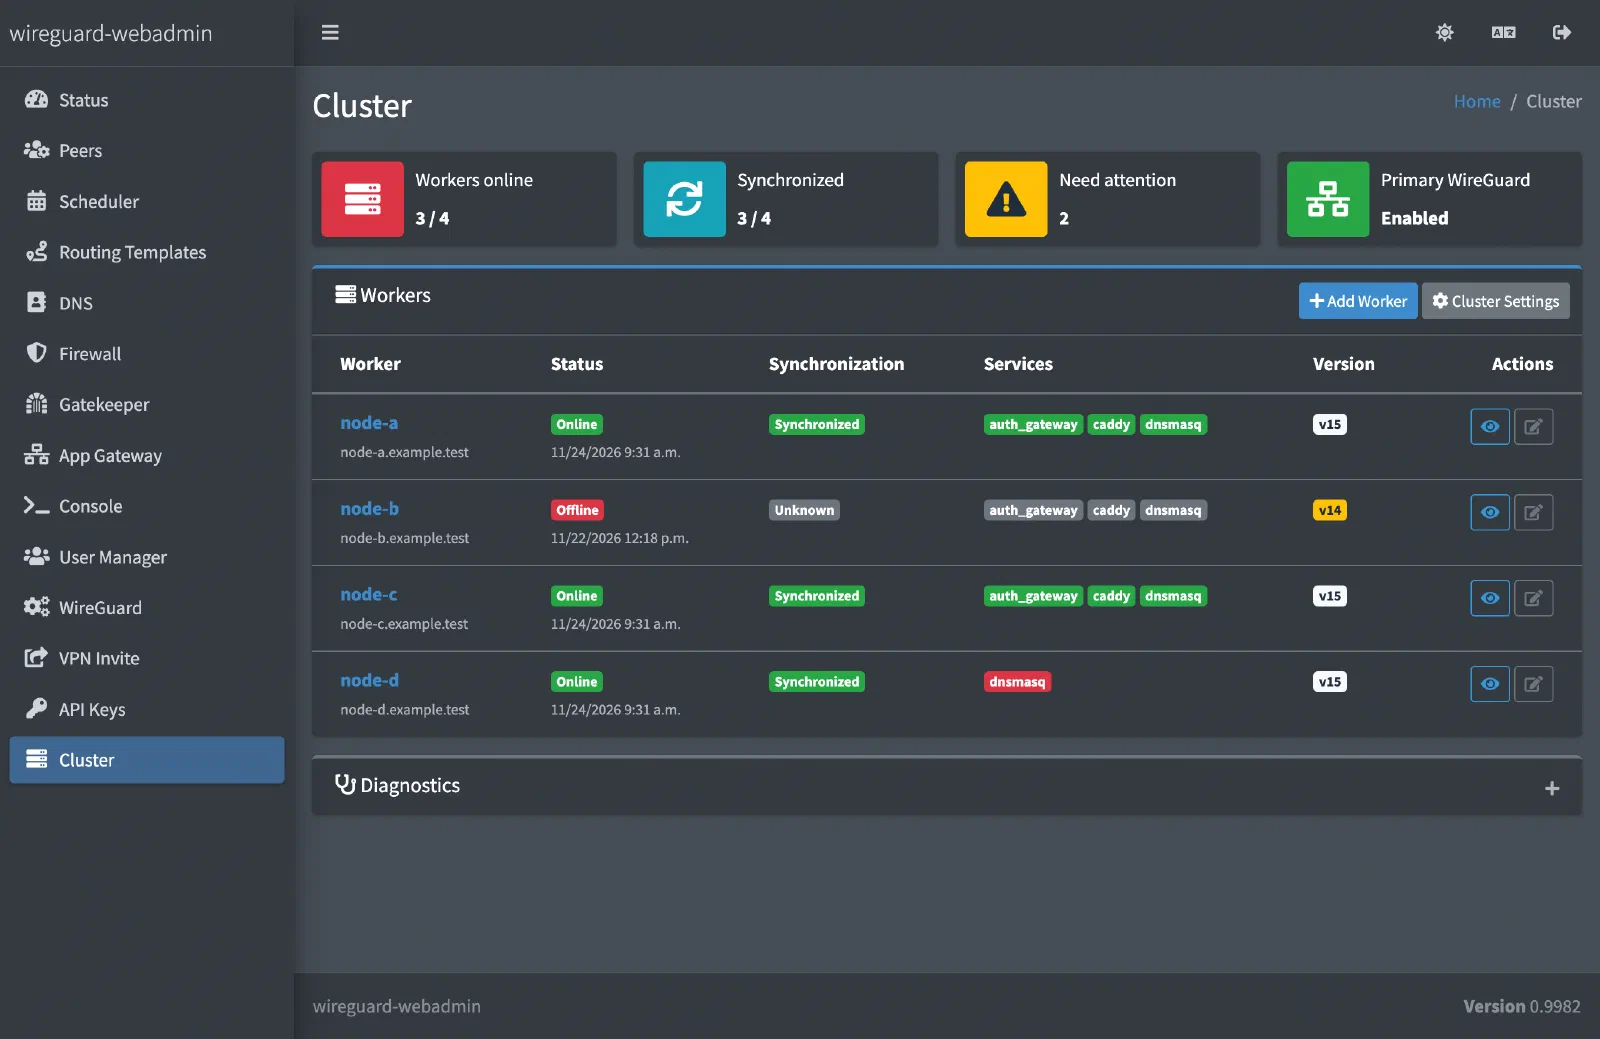 wireguard-webadmin
Status
Peers
Scheduler
Routing Templates
DNS
Firewall
Gatekeeper
App Gateway
Console
User Manager
WireGuard
VPN Invite
API Keys
Cluster
Cluster
Home / Cluster
Workers online
3 / 4
Synchronized
3 / 4
Need attention
2
Primary WireGuard
Enabled
Workers
Add Worker
Cluster Settings
Worker Status Synchronization Services Version Actions
node-a Online Synchronized auth_gateway caddy dnsmasq v15
node-a.example.test 11/24/2026 9:31 a.m.
node-b Offline Unknown auth_gateway caddy dnsmasq v14
node-b.example.test 11/22/2026 12:18 p.m.
node-c Online Synchronized auth_gateway caddy dnsmasq v15
node-c.example.test 11/24/2026 9:31 a.m.
node-d Online Synchronized dnsmasq v15
node-d.example.test 11/24/2026 9:31 a.m.
Diagnostics
wireguard-webadmin
Version 0.9982